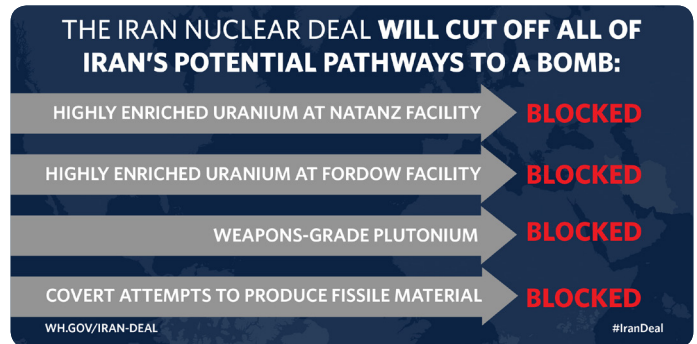 THE IRAN NUCLEAR DEAL WILL CUT OFF ALL OF
IRAN'S POTENTIAL PATHWAYS TO A BOMB:
HIGHLY ENRICHED URANIUM AT NATANZ FACILITY BLOCKED
HIGHLY ENRICHED URANIUM AT FORDOW FACILITY BLOCKED
WEAPONS-GRADE PLUTONIUM BLOCKED
COVERT ATTEMPTS TO PRODUCE FISSILE MATERIAL BLOCKED
WH.GOV/IRAN-DEAL #IranDeal